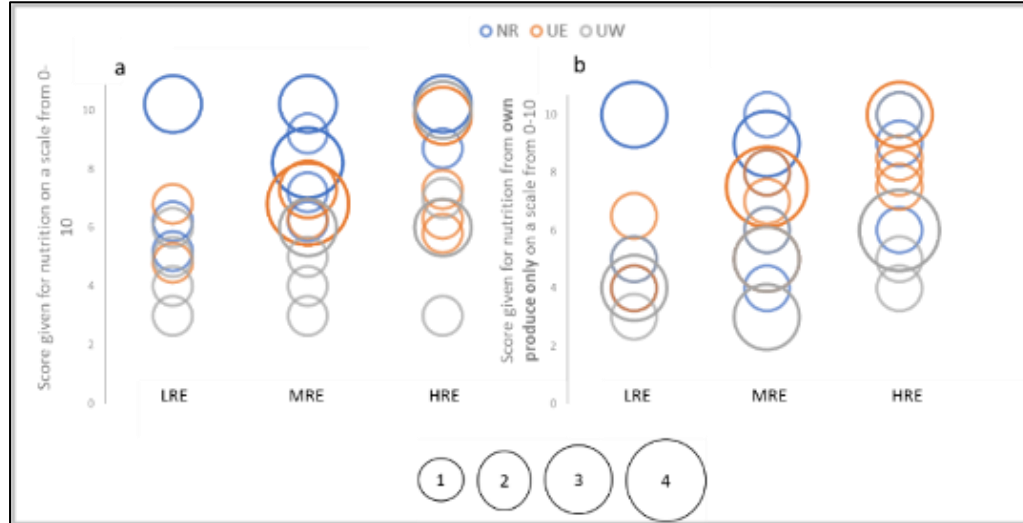 NR UE UW
a
Score given for nutrition on a scale from 0-
10
10
8
6
4
2
0
LRE MRE HRE
b
Score given for nutrition from own
produce only on a scale from 0-10
10
8
6
4
2
0
LRE MRE HRE
1 2 3 4